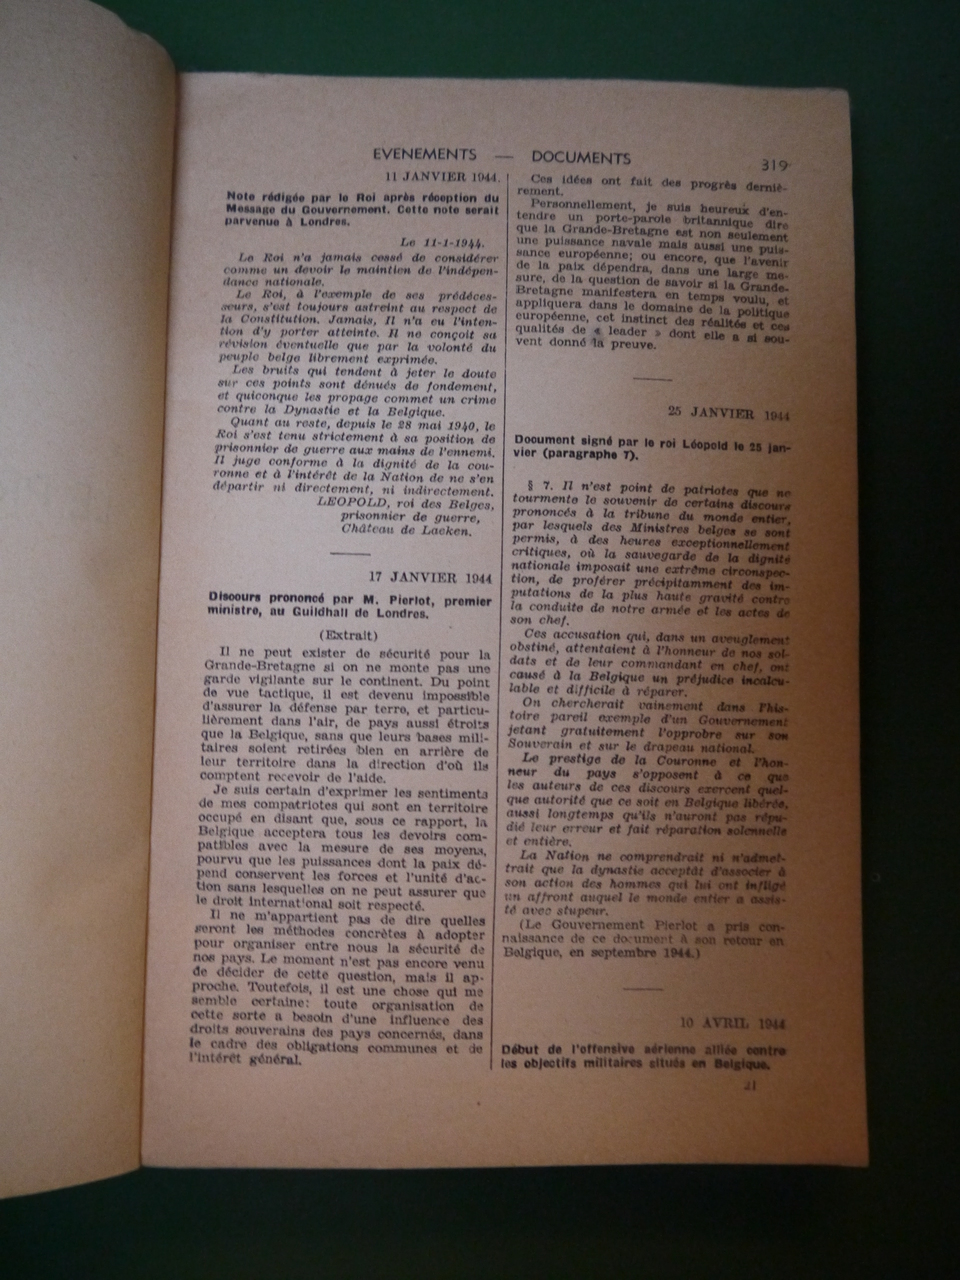 EVENEMENTS — DOCUMENTS 319
11 JANVIER 1944.
Note rédigée par le Roi après réception du
Message du Gouvernement. Cette note serait
parvenue à Londres.
Le 11-1-1944.
Le Roi n'a jamais cessé de considérer
comme un devoir le maintien de l'indépen-
dance nationale.
Le Roi, à l'exemple de ses prédéces-
seurs, s'est toujours astreint au respect de
la Constitution. Jamais, Il n'a eu l'inten-
tion d'y porter atteinte. Il ne conçoit sa
révision éventuelle que par la volonté du
peuple belge librement exprimée.
Les bruits qui tendent à jeter le doute
sur ces points sont dénués de fondement,
et quiconque les propage commet un crime
contre la Dynastie et la Belgique.
Quant au reste, depuis le 28 mai 1940, le
Roi s'est tenu strictement à sa position de
prisonnier de guerre aux mains de l'ennemi.
Il juge conforme à la dignité de la cou-
ronne et à l'intérêt de la Nation de ne s'en
départir ni directement, ni indirectement.
LEOPOLD, roi des Belges,
prisonnier de guerre,
Château de Laeken.
17 JANVIER 1944
Discours prononcé par M. Pierlot, premier
ministre, au Guildhall de Londres.
(Extrait)
Il ne peut exister de sécurité pour la
Grande-Bretagne si on ne monte pas une
garde vigilante sur le continent. Du point
de vue tactique, il est devenu impossible
d'assurer la défense par terre, et particu-
lièrement dans l'air, de pays aussi étroits
que la Belgique, sans que leurs bases mili-
taires soient retirées bien en arrière de
leur territoire dans la direction d'où ils
comptent recevoir de l'aide.
Je suis certain d'exprimer les sentiments
de mes compatriotes qui sont en territoire
occupé en disant que, sous ce rapport, la
Belgique acceptera tous les devoirs com-
patibles avec la mesure de ses moyens,
pourvu que les puissances dont la paix dé-
pend conservent les forces et l'unité d'ac-
tion sans lesquelles on ne peut assurer que
le droit international soit respecté.
Il ne m'appartient pas de dire quelles
seront les méthodes concrètes à adopter
pour organiser entre nous la sécurité de
nos pays. Le moment n'est pas encore venu
de décider de cette question, mais il ap-
proche. Toutefois, il est une chose qui me
semble certaine: toute organisation de
cette sorte a besoin d'une influence des
droits souverains des pays concernés, dans
le cadre des obligations communes et de
l'intérêt général.
Ces idées ont fait des progrès derniè-
rement.
Personnellement, je suis heureux d'en-
tendre un porte-parole britannique dire
que la Grande-Bretagne est non seulement
une puissance navale mais aussi une puis-
sance européenne; ou encore, que l'avenir
de la paix dépendra, dans une large me-
sure, de la question de savoir si la Grande-
Bretagne manifestera en temps voulu, et
appliquera dans le domaine de la politique
européenne, cet instinct des réalités et ces
qualités de « leader » dont elle a si sou-
vent donné la preuve.
25 JANVIER 1944
Document signé par le roi Léopold le 25 jan-
vier (paragraphe 7).
§ 7. Il n'est point de patriotes que ne
tourmente le souvenir de certains discours
prononcés à la tribune du monde entier,
par lesquels des Ministres belges se sont
permis, à des heures exceptionnellement
critiques, où la sauvegarde de la dignité
nationale imposait une extrême circonspec-
tion, de proférer précipitamment des im-
putations de la plus haute gravité contre
la conduite de notre armée et les actes de
son chef.
Ces accusation qui, dans un aveuglement
obstiné, attentaient à l'honneur de nos sol-
dats et de leur commandant en chef, ont
causé à la Belgique un préjudice incalcu-
lable et difficile à réparer.
On chercherait vainement dans l'his-
toire pareil exemple d'un Gouvernement
jetant gratuitement l'opprobre sur son
Souverain et sur le drapeau national.
Le prestige de la Couronne et l'hon-
neur du pays s'opposent à ce que
les auteurs de ces discours exercent quel-
que autorité que ce soit en Belgique libérée,
aussi longtemps qu'ils n'auront pas répu-
dié leur erreur et fait réparation solennelle
et entière.
La Nation ne comprendrait ni n'admet-
trait que la dynastie acceptât d'associer à
son action des hommes qui lui ont infligé
un affront auquel le monde entier a assis-
té avec stupeur.
(Le Gouvernement Pierlot a pris con-
naissance de ce document à son retour en
Belgique, en septembre 1944.)
10 AVRIL 1944
Début de l'offensive aérienne alliée contre
les objectifs militaires situés en Belgique.
21